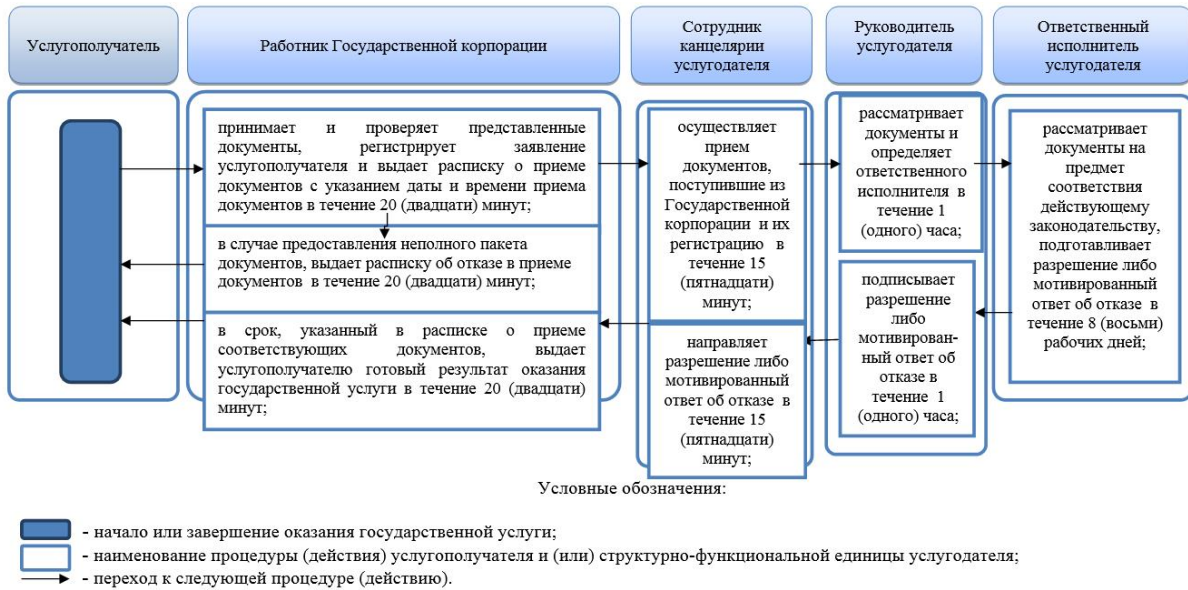 Услугополучатель
Работник Государственной корпорации
Сотрудник
канцелярии
услугодателя
Руководитель
услугодателя
Ответственный
исполнитель
услугодателя
принимает и проверяет представленные
документы, регистрирует заявление
услугополучателя и выдает расписку о приеме
документов с указанием даты и времени приема
документов в течение 20 (двадцати) минут;
в случае предоставления неполного пакета
документов, выдает расписку об отказе в приеме
документов в течение 20 (двадцати) минут;
в срок, указанный в расписке о приеме
соответствующих документов, выдает
услугополучателю готовый результат оказания
государственной услуги в течение 20 (двадцати)
минут;
осуществляет
прием
документов,
поступившие из
Государственной
корпорации и их
регистрацию в
течение 15
(пятнадцати)
минут;
направляет
разрешение либо
мотивированный
ответ об отказе в
течение 15
(пятнадцати)
минут;
рассматривает
документы и
определяет
ответственного
исполнителя в
течение 1
(одного) часа;
подписывает
разрешение
либо
мотивирован-
ный ответ об
отказе в
течение 1
(одного) часа;
рассматривает
документы на
предмет
соответствия
действующему
законодательству,
подготавливает
разрешение либо
мотивированный
ответ об отказе в
течение 8 (восьми)
рабочих дней;
Условные обозначения:
- начало или завершение оказания государственной услуги;
- наименование процедуры (действия) услугополучателя и (или) структурно-функциональной единицы услугодателя;
- переход к следующей процедуре (действию).